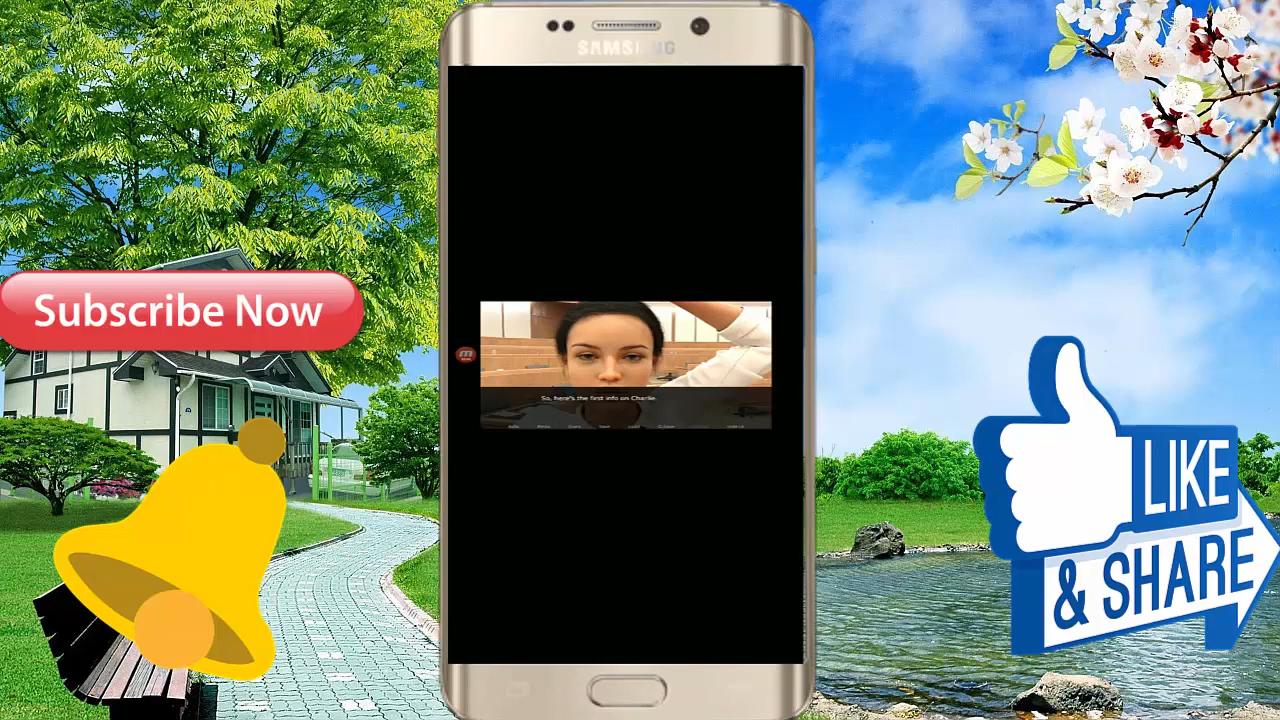 SAMSUNG
Subscribe Now
So, here's the first info on Charlie.
LIKE
& SHARE